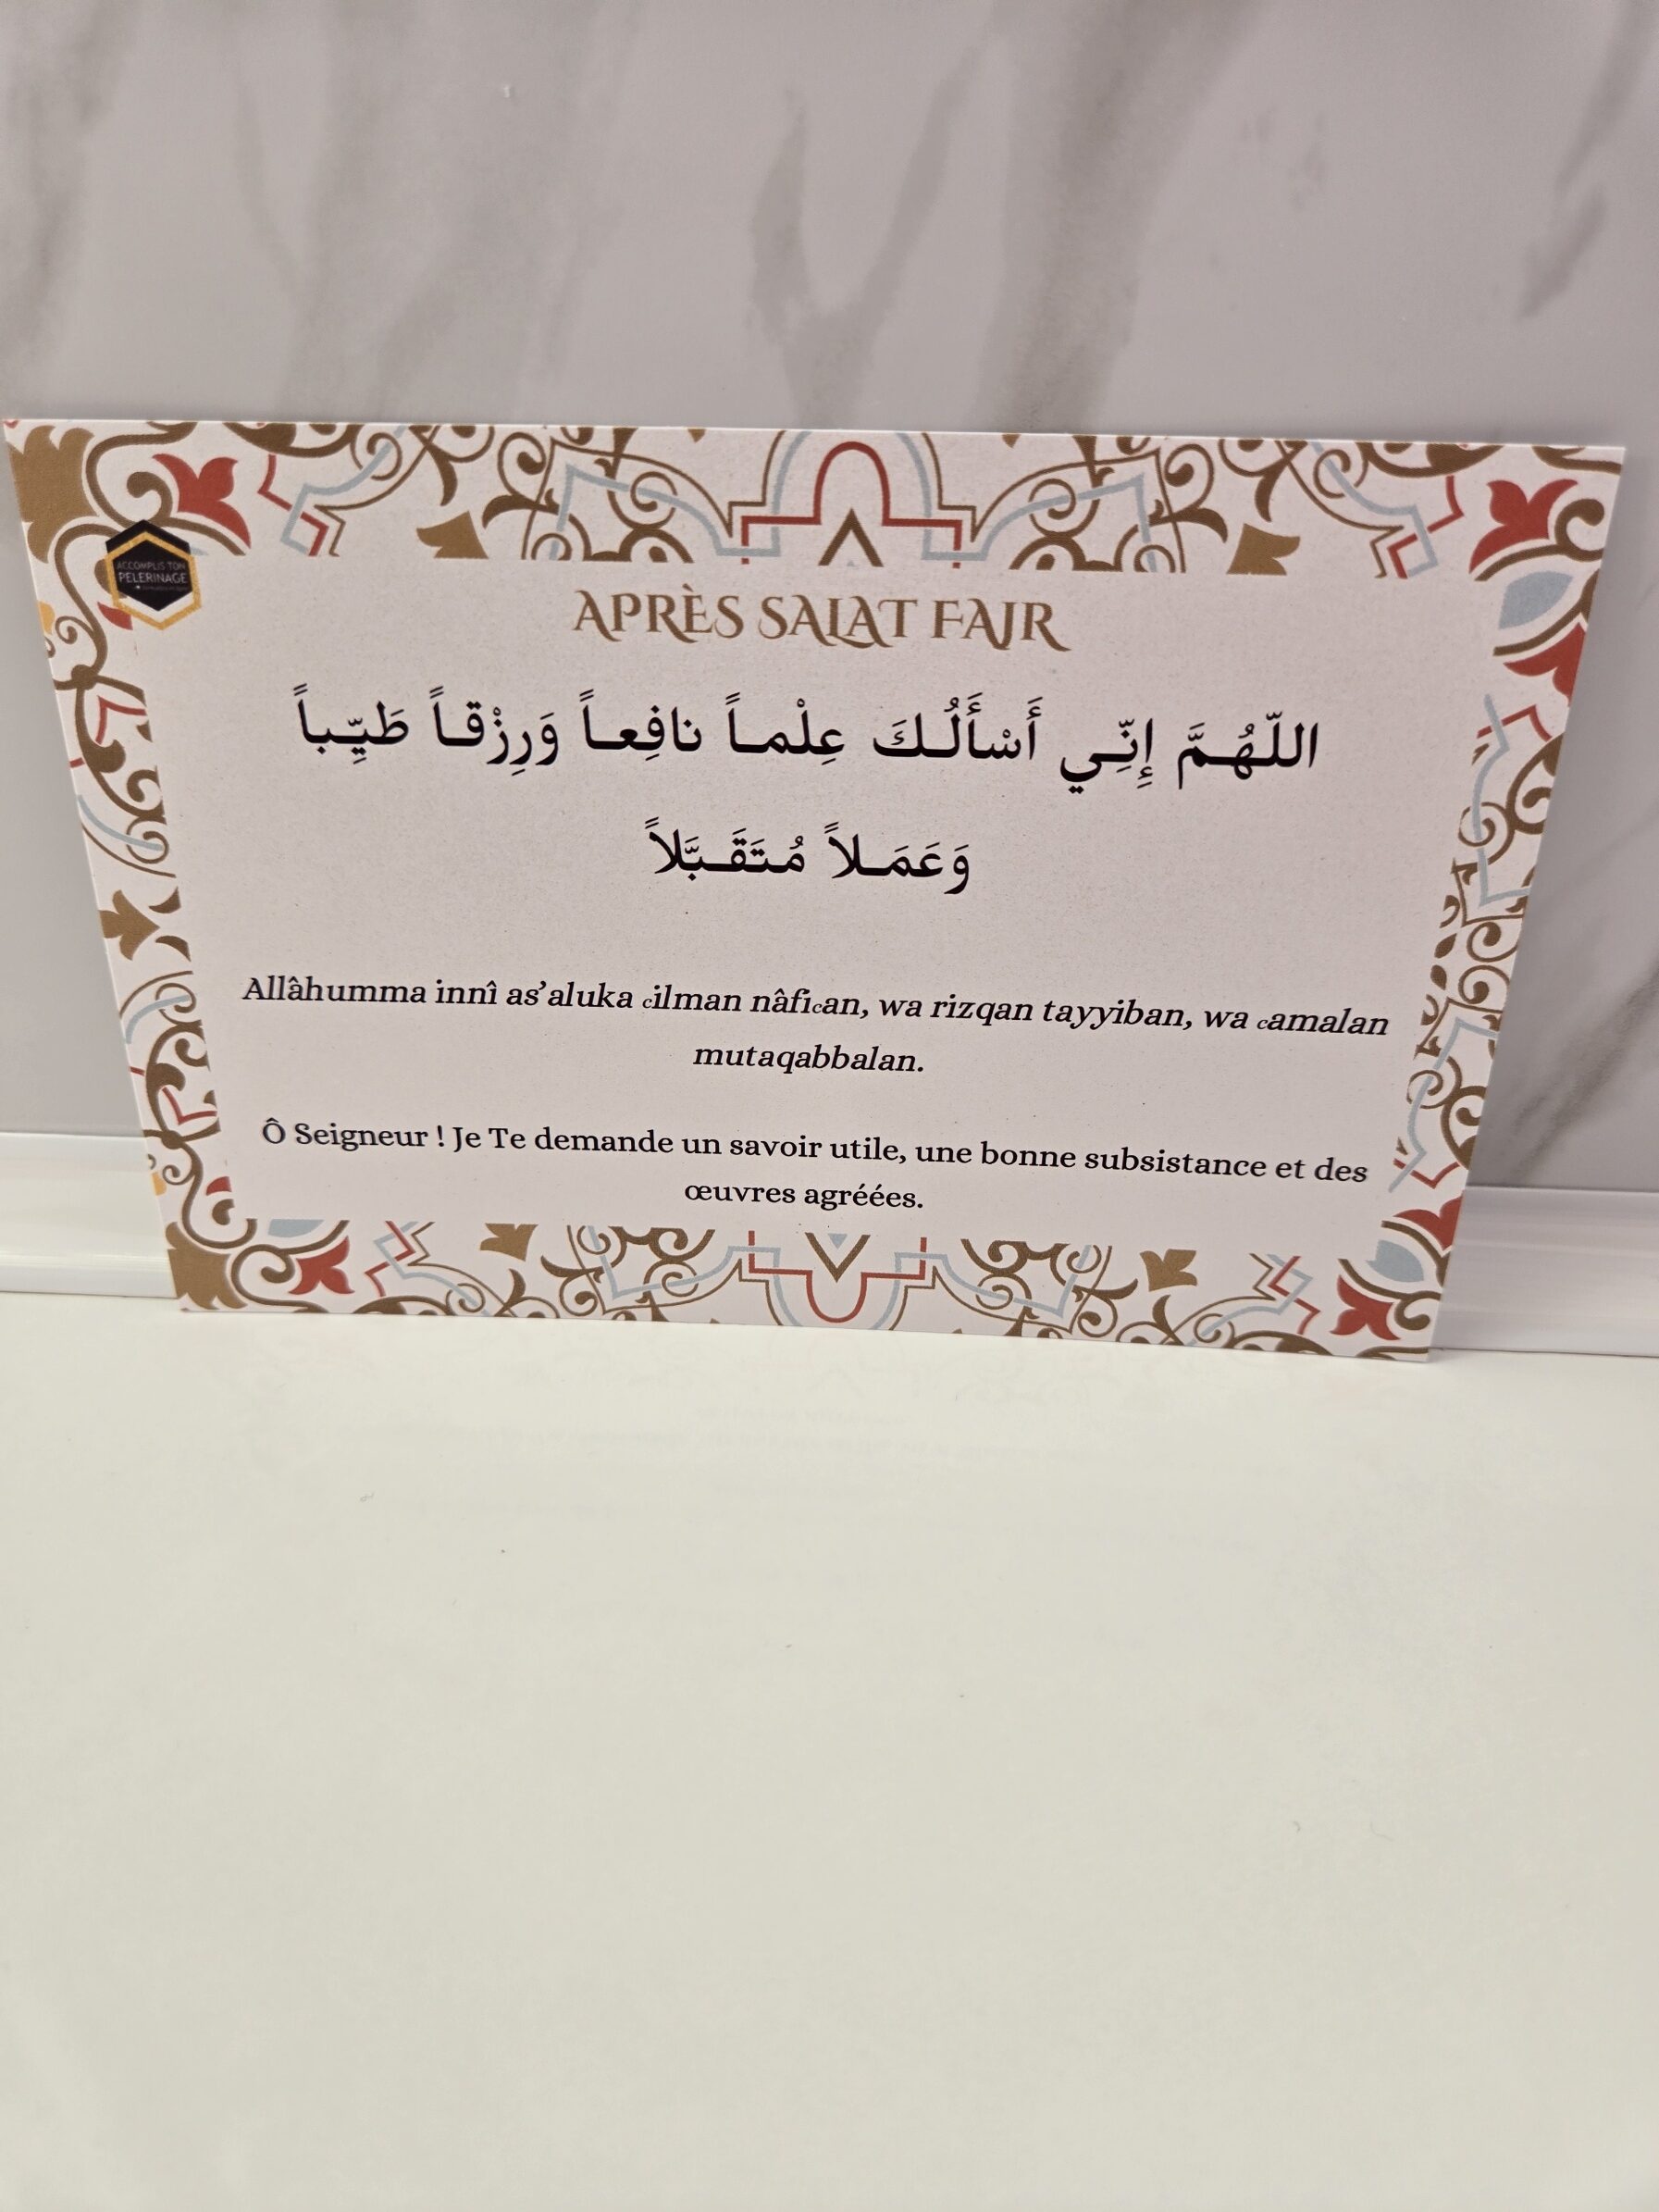 ACCOMPLIS TON
PELERINAGE
APRÈS SALAT FAJR
اللّهُـمَّ إِنِّـي أَسْأَلُـكَ عِلْمـاً نافِعـاً وَرِزْقـاً طَيِّـباً
وَعَمَـلاً مُتَقَـبَّلاً
Allâhumma innî as’aluka cilman nâfican, wa rizqan tayyiban, wa camalan
mutaqabbalan.
Ô Seigneur ! Je Te demande un savoir utile, une bonne subsistance et des
œuvres agréées.